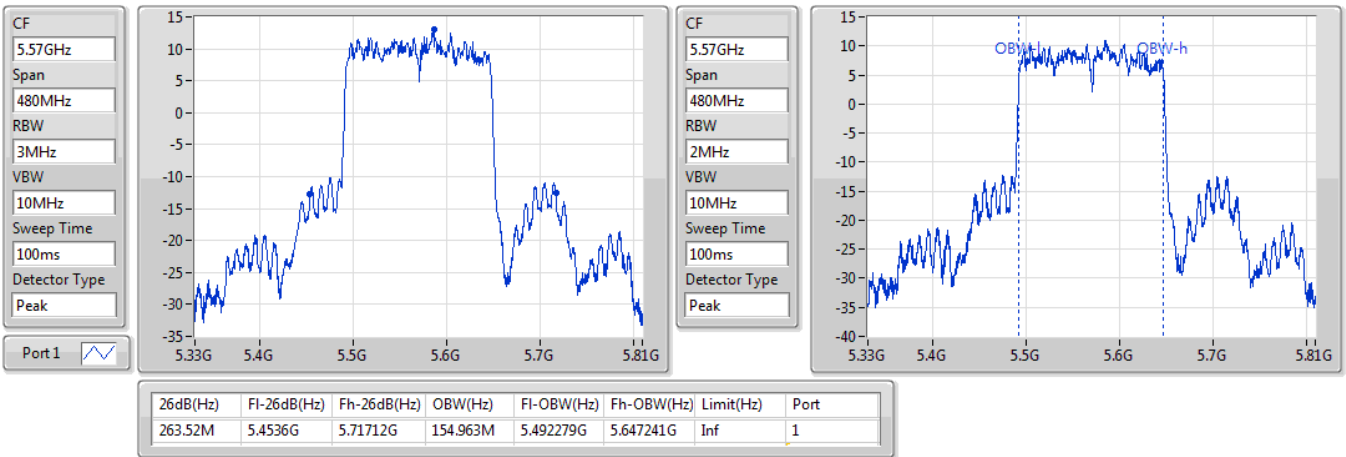 CF
5.57GHz
Span
480MHz
RBW
3MHz
VBW
10MHz
Sweep Time
100ms
Detector Type
Peak
Port 1
15
10
5
0
-5
-10
-15
-20
-25
-30
-35
5.33G 5.4G 5.5G 5.6G 5.7G 5.81G
CF
5.57GHz
Span
480MHz
RBW
2MHz
VBW
10MHz
Sweep Time
100ms
Detector Type
Peak
15
10
5
0
-5
-10
-15
-20
-25
-30
-35
-40
OBW-l OBW-h
5.33G 5.4G 5.5G 5.6G 5.7G 5.81G
26dB(Hz) Fl-26dB(Hz) Fh-26dB(Hz) OBW(Hz) Fl-OBW(Hz) Fh-OBW(Hz) Limit(Hz) Port
263.52M 5.4536G 5.71712G 154.963M 5.492279G 5.647241G Inf 1